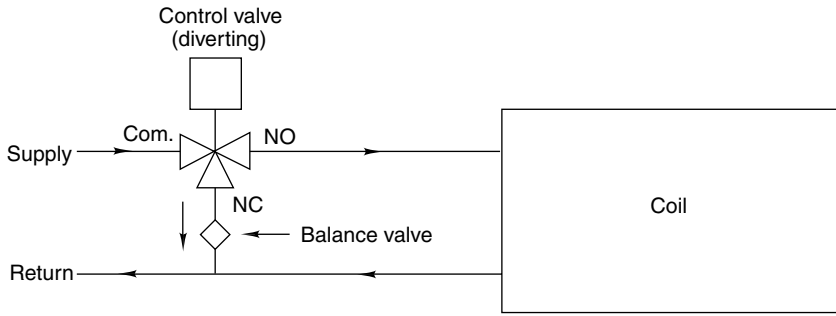 Control valve
(diverting)
Com.
NO
Supply
NC
Coil
Balance valve
Return